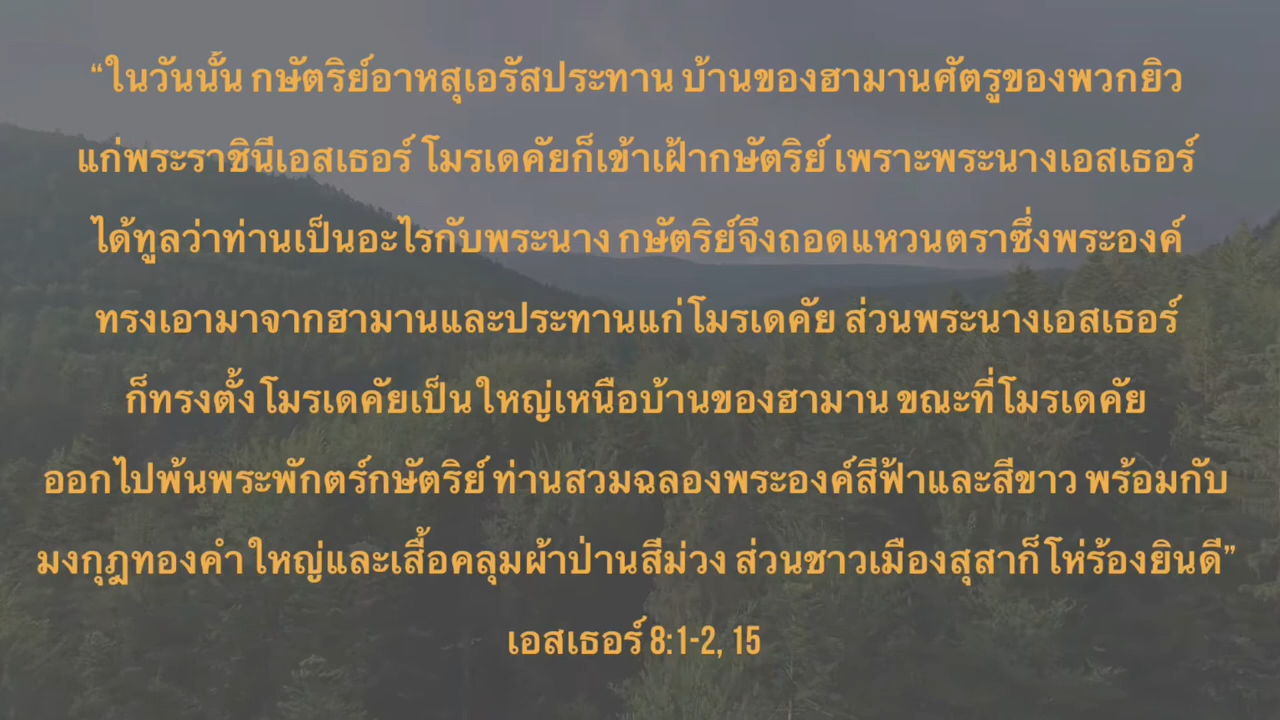 “ในวันนั้น กษัตริย์อาหสุเอรัสประทาน บ้านของฮามานศัตรูของพวกยิว
แก่พระราชินีเอสเธอร์ โมรเดคัยก็เข้าเฝ้ากษัตริย์ เพราะพระนางเอสเธอร์
ได้ทูลว่าท่านเป็นอะไรกับพระนาง กษัตริย์จึงถอดแหวนตราซึ่งพระองค์
ทรงเอามาจากฮามานและประทานแก่โมรเดคัย ส่วนพระนางเอสเธอร์
ก็ทรงตั้งโมรเดคัยเป็นใหญ่เหนือบ้านของฮามาน ขณะที่โมรเดคัย
ออกไปพ้นพระพักตร์กษัตริย์ ท่านสวมฉลองพระองค์สีฟ้าและสีขาว พร้อมกับ
มงกุฎทองคำใหญ่และเสื้อคลุมผ้าป่านสีม่วง ส่วนชาวเมืองสุสาก็โห่ร้องยินดี”
เอสเธอร์ 8:1-2, 15